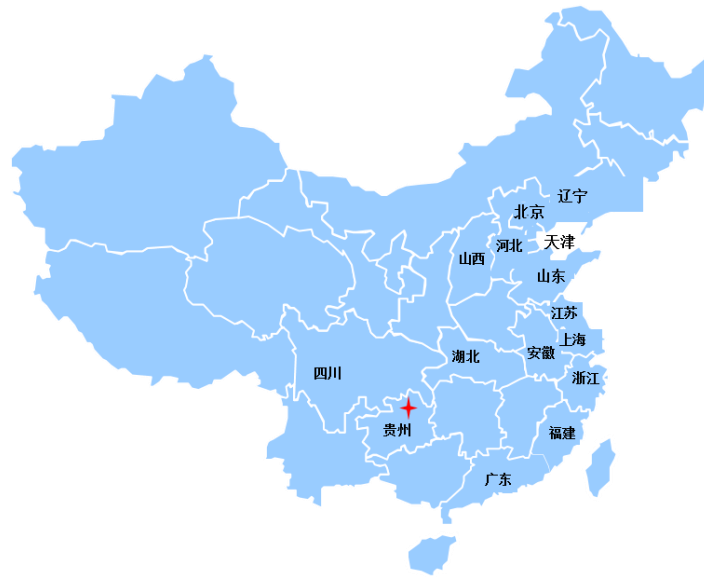 辽宁
北京
天津
河北
山西
山东
江苏
上海
安徽
湖北
四川
浙江
贵州
福建
广东